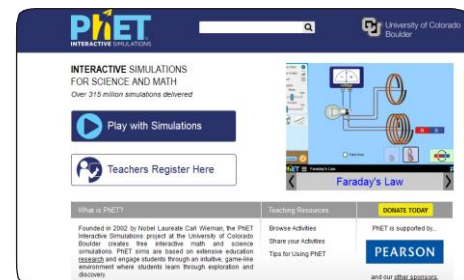 PhET
INTERACTIVE SIMULATIONS
University of Colorado
Boulder
INTERACTIVE SIMULATIONS
FOR SCIENCE AND MATH
Over 315 million simulations delivered
Play with Simulations
Teachers Register Here
Faraday's Law
What is PhET?
Founded in 2002 by Nobel Laureate Carl Wieman, the PhET
Interactive Simulations project at the University of Colorado
Boulder creates free interactive math and science
simulations. PhET sims are based on extensive education
research and engage students through an intuitive, game-like
environment where students learn through exploration and
discovery.
Teaching Resources
Browse Activities
Share your Activities
Tips for Using PhET
DONATE TODAY
PhET is supported by...
PEARSON
and our other sponsors,